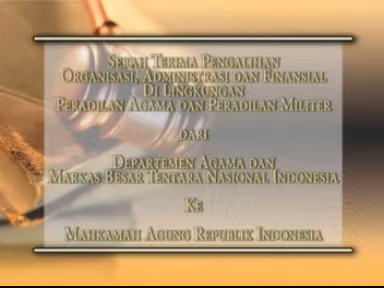 Serah Terima Pengalihan
Organisasi, Administrasi dan Finansial
Di Lingkungan
Peradilan Agama dan Peradilan Militer
dari
Departemen Agama dan
Markas Besar Tentara Nasional Indonesia
Ke
Mahkamah Agung Republik Indonesia